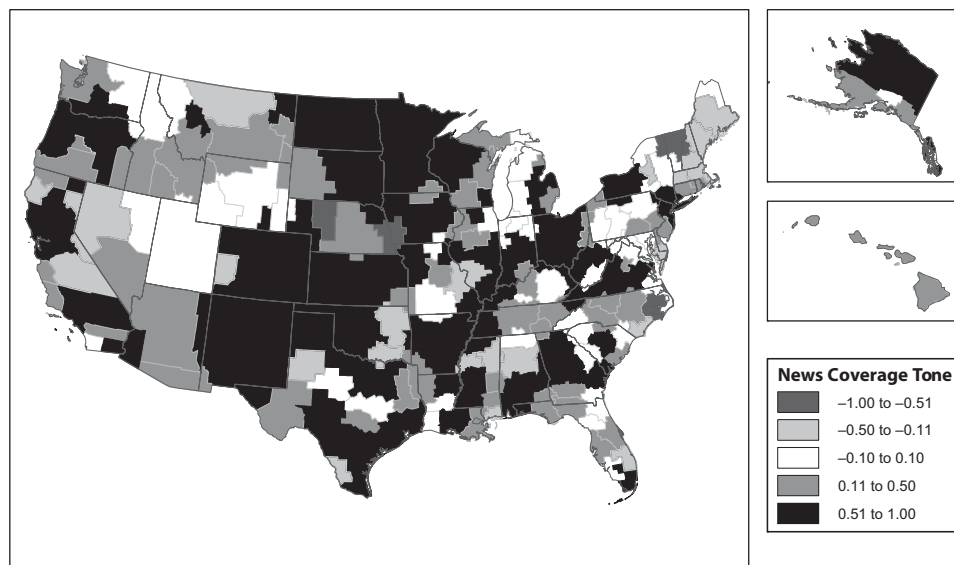 News Coverage Tone
–1.00 to –0.51
–0.50 to –0.11
–0.10 to 0.10
0.11 to 0.50
0.51 to 1.00